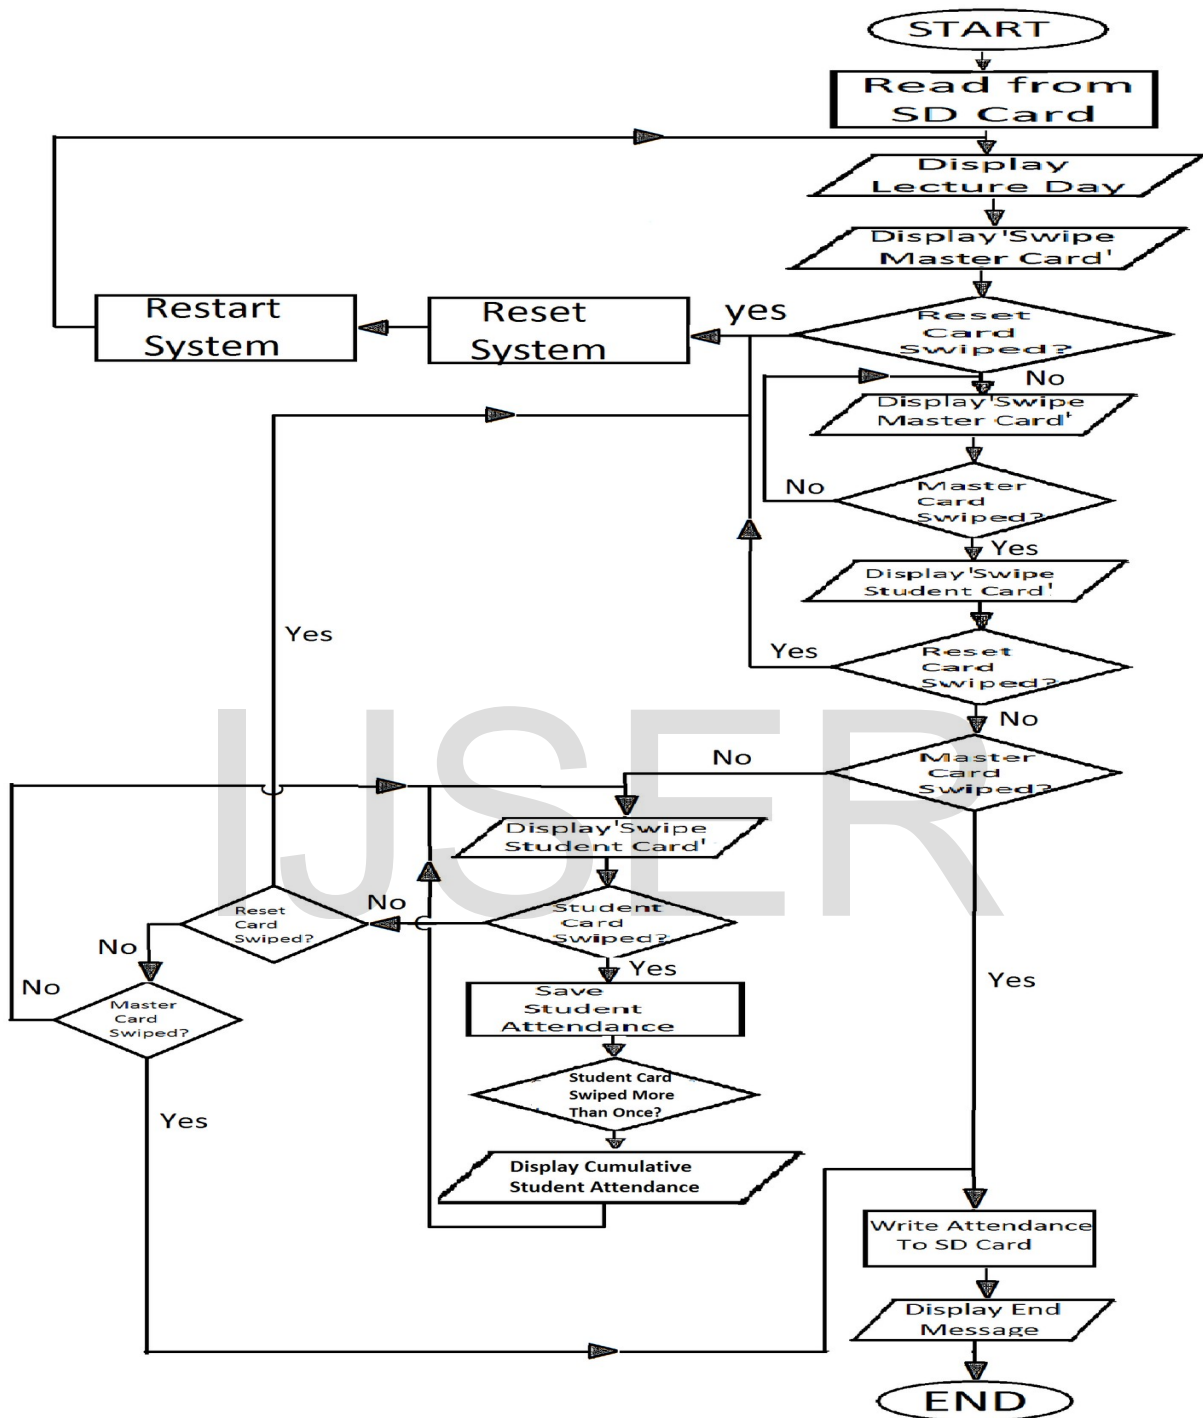 START
Read from
SD Card
Display
Lecture Day
Display'Swipe
Master Card'
Restart
System
Reset
System
yes
Reset
Card
Swiped?
No
Display'Swipe
Master Card'
No
Master
Card
Swiped?
Yes
Display'Swipe
Student Card'
Yes
Yes
Reset
Card
Swiped?
No
No
Master
Card
Swiped?
IJSER
Display'Swipe
Student Card'
Reset
Card
Swiped?
No
Student
Card
Swiped?
No
Yes
No
Master
Card
Swiped?
Save
Student
Attendance
Yes
Student Card
Swiped More
Than Once?
Yes
Display Cumulative
Student Attendance
Write Attendance
To SD Card
Display End
Message
END